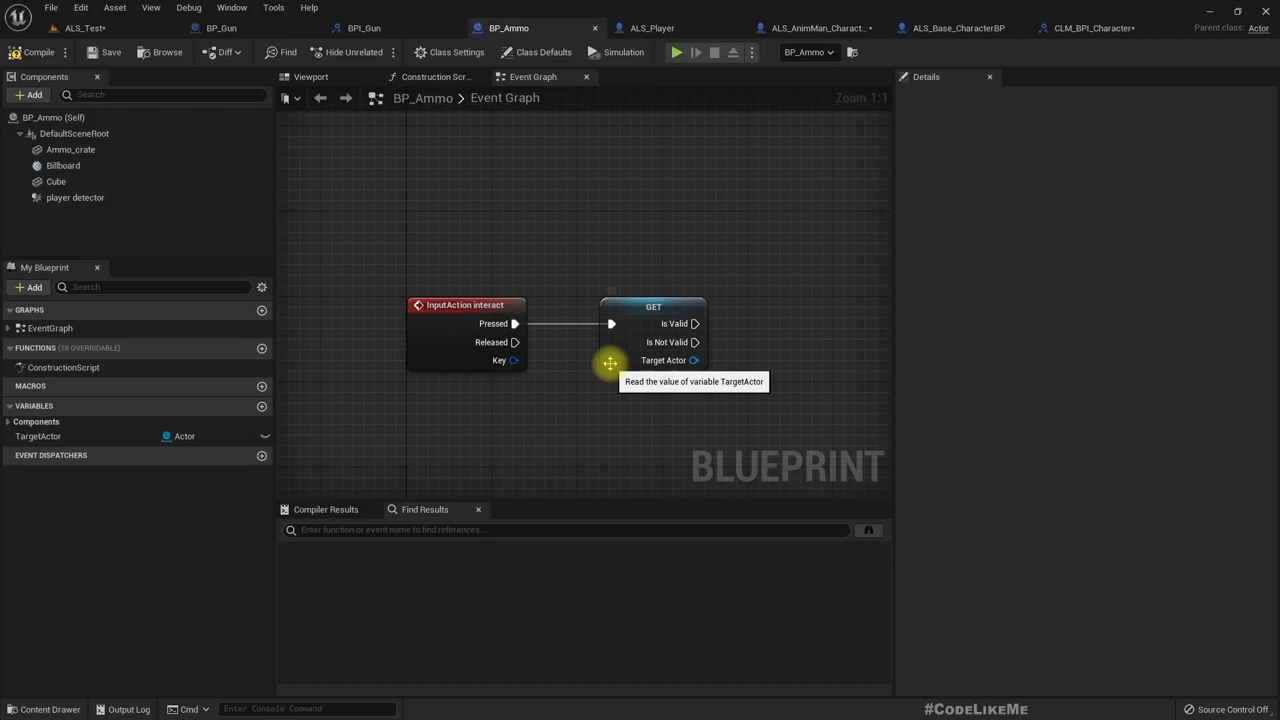 File Edit Asset View Debug Window Tools Help
ALS_Test* BP_Gun BPI_Gun BP_Ammo ALS_Player ALS_AnimMan_Charact... ALS_Base_CharacterBP CLM_BPI_Character* Parent class: Actor
Compile Save Browse Diff Find Hide Unrelated Class Settings Class Defaults Simulation BP_Ammo
Components Viewport Construction Scr... Event Graph Details
Add Search
BP_Ammo > Event Graph Zoom 1:1
BP_Ammo (Self)
DefaultSceneRoot
Ammo_crate
Billboard
Cube
player detector
My Blueprint
Add Search
GRAPHS
EventGraph
FUNCTIONS (18 OVERRIDABLE)
ConstructionScript
MACROS
VARIABLES
Components
TargetActor Actor
EVENT DISPATCHERS
InputAction interact
Pressed
Released
Key
GET
Is Valid
Is Not Valid
Target Actor
Read the value of variable TargetActor
BLUEPRINT
Compiler Results Find Results
Enter function or event name to find references...
Content Drawer Output Log Cmd Enter Console Command #CodeLikeMe Source Control Off